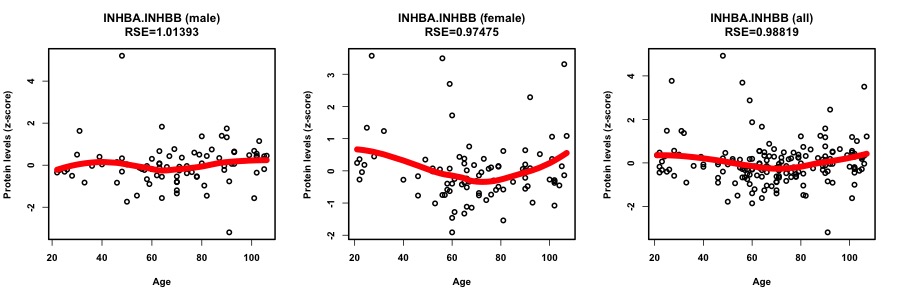 INHBA.INHBB (male)
RSE=1.01393
Protein levels (z-score)
4
2
0
-2
20 40 60 80 100
Age
INHBA.INHBB (female)
RSE=0.97475
Protein levels (z-score)
3
2
1
0
-1
-2
20 40 60 80 100
Age
INHBA.INHBB (all)
RSE=0.98819
Protein levels (z-score)
4
2
0
-2
20 40 60 80 100
Age